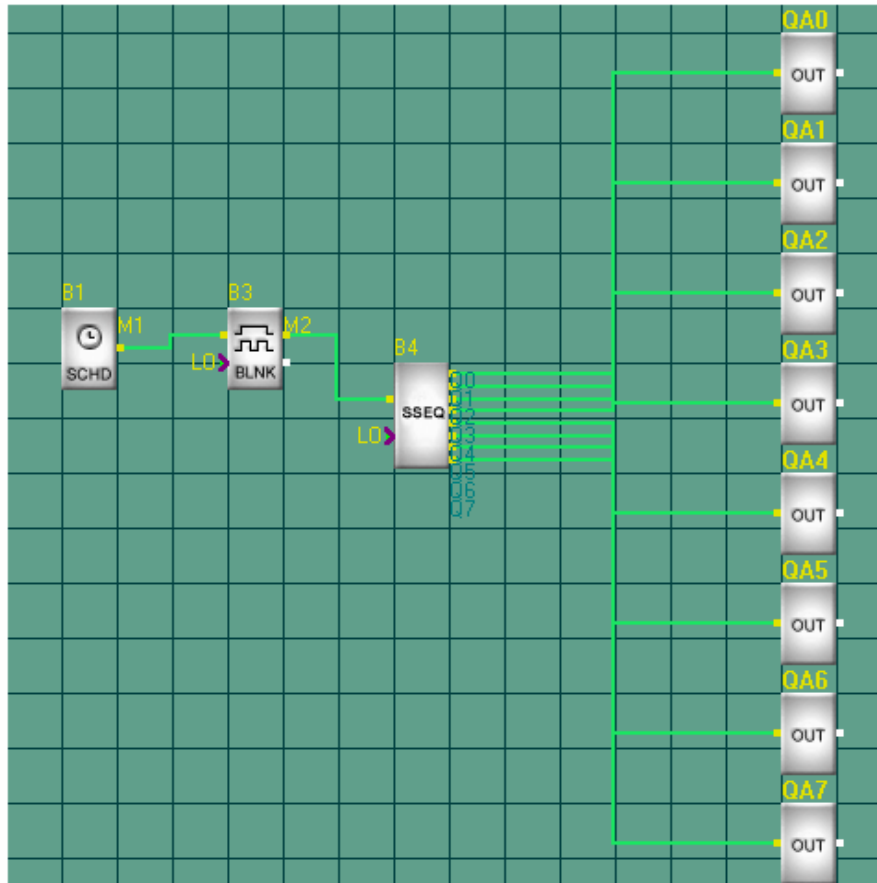 QA0
OUT
QA1
OUT
QA2
OUT
B1
B3
M1
M2
LO
SCHD
BLNK
B4
QA3
Q0
Q1
SSEQ
Q2
OUT
LO
Q3
Q4
Q5
QA4
Q6
Q7
OUT
QA5
OUT
QA6
OUT
QA7
OUT